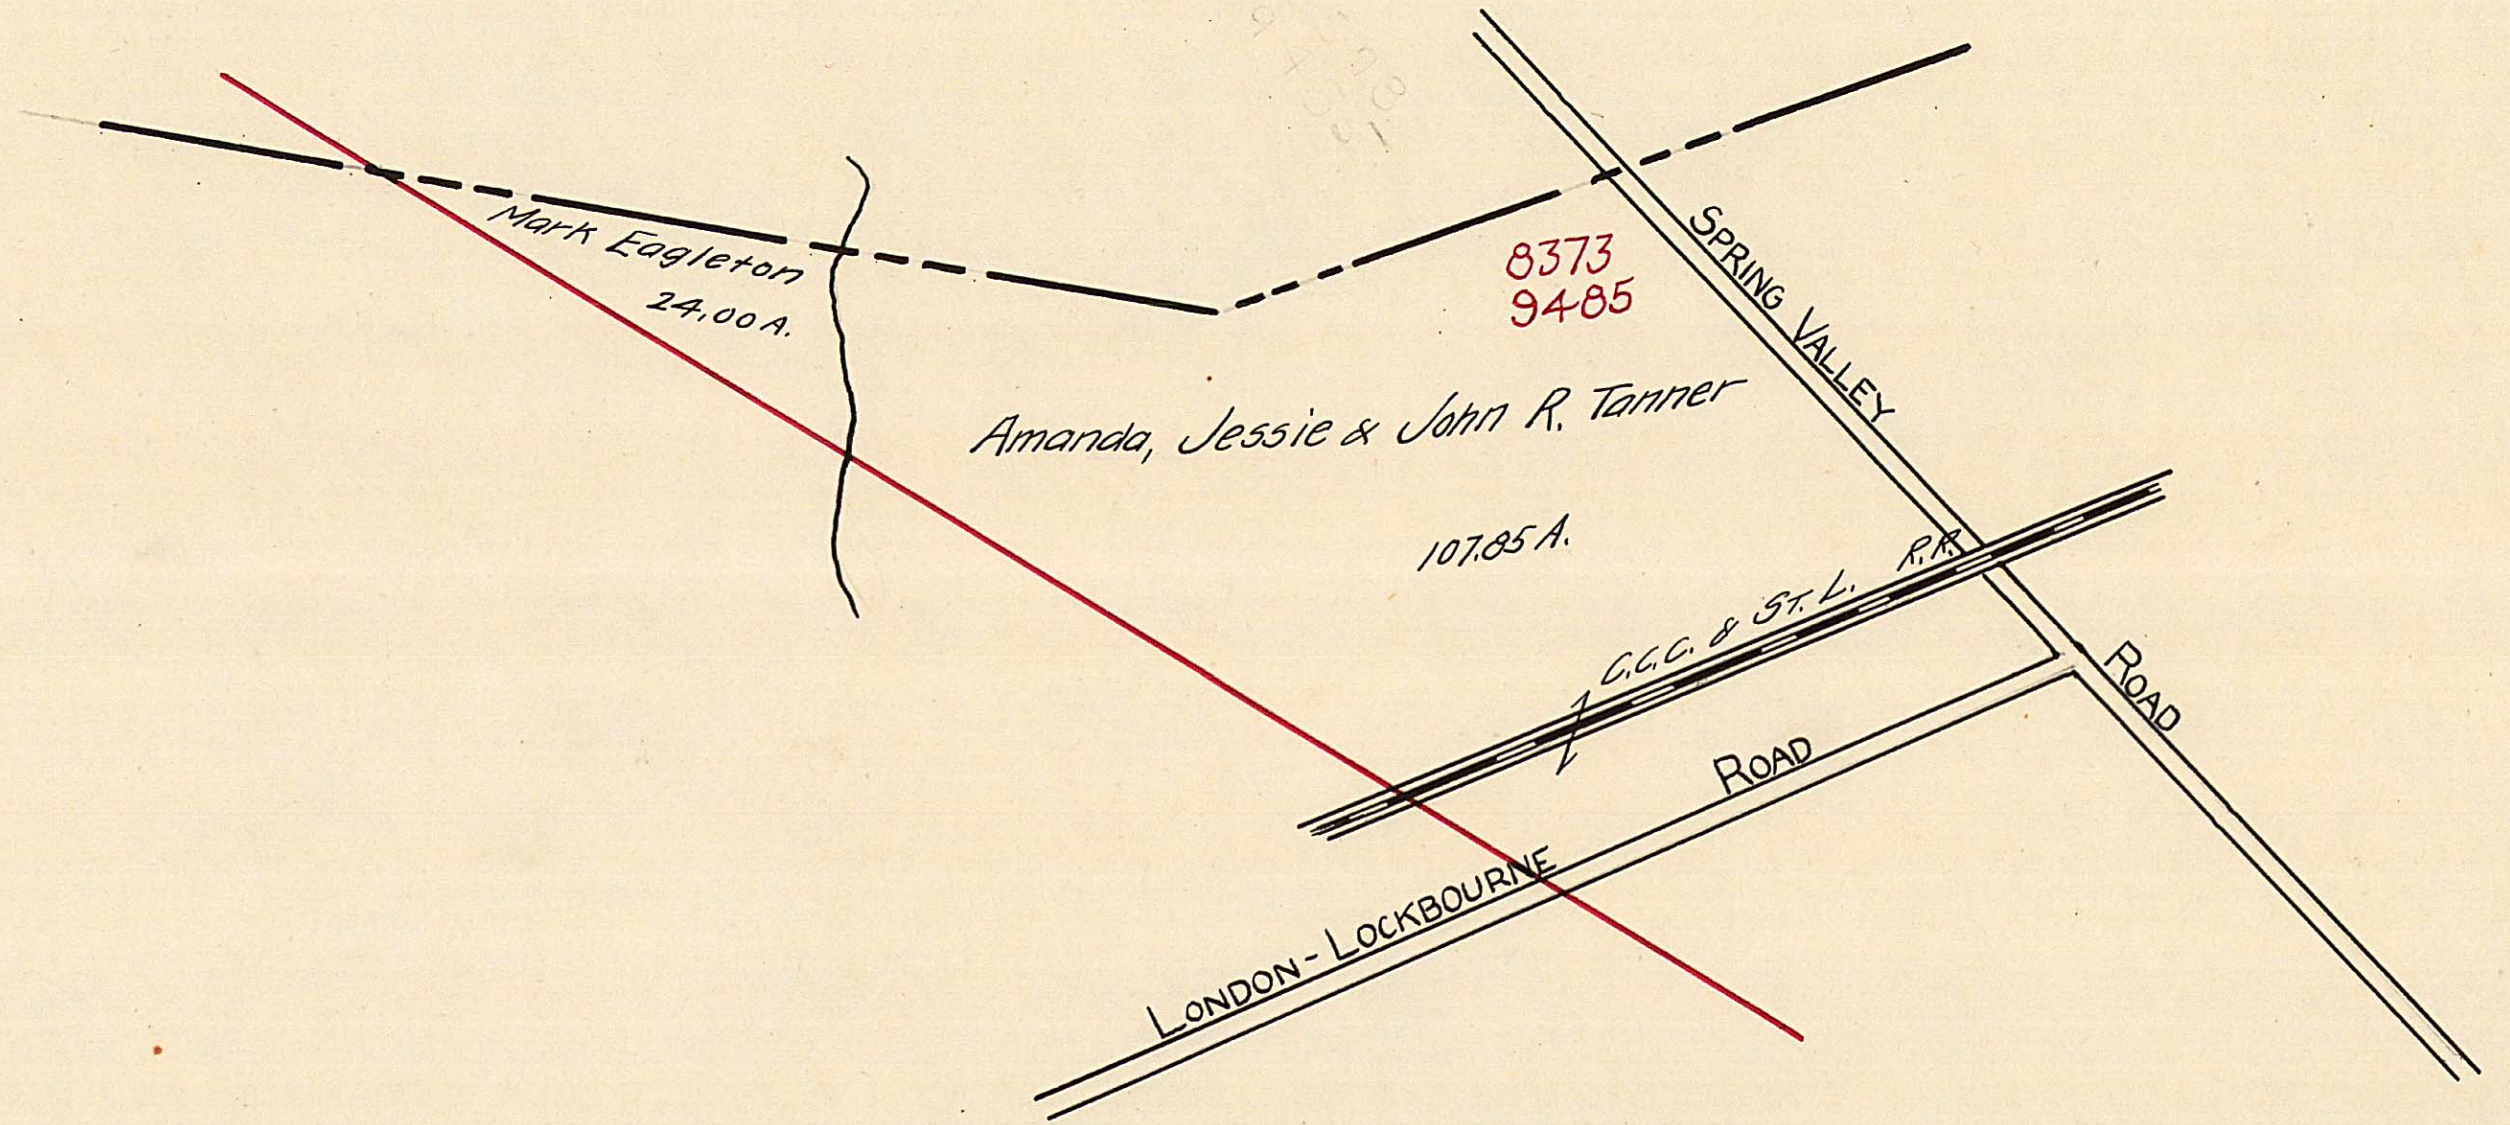 Mark Eagleton
24.00 A.
8373
9485
SPRING VALLEY
ROAD
Amanda, Jessie & John R. Tanner
107.85 A.
C.C.C. & ST. L. R.R.
LONDON-LOCKBOURNE
ROAD